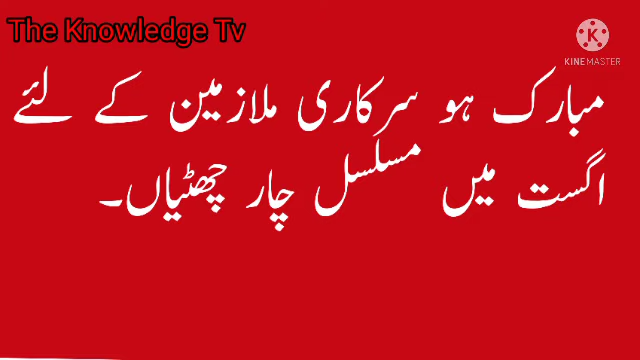 The Knowledge Tv
KINEMASTER
مبارک ہو سرکاری ملازمین کے لئے
اگست میں مسلسل چار چھٹیاں۔